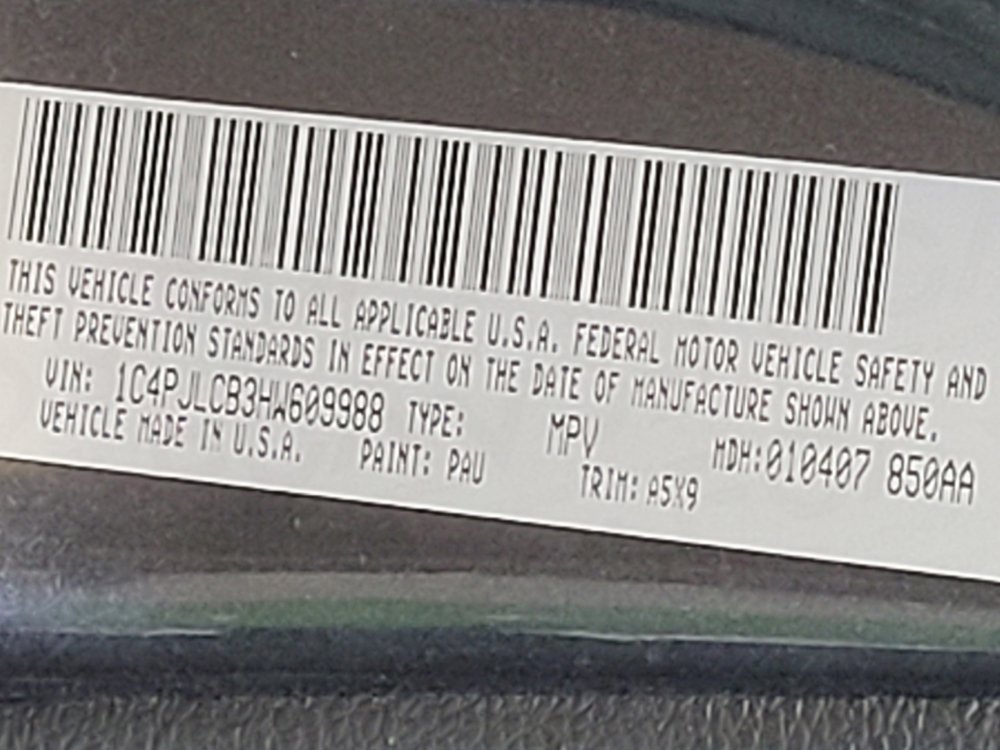 THIS VEHICLE CONFORMS TO ALL APPLICABLE U.S.A. FEDERAL MOTOR VEHICLE SAFETY AND
THEFT PREVENTION STANDARDS IN EFFECT ON THE DATE OF MANUFACTURE SHOWN ABOVE.
VIN: 1C4PJLCB3HW609988 TYPE: MPV MDH:010407 850AA
VEHICLE MADE IN U.S.A. PAINT: PAU TRIM: A5X9